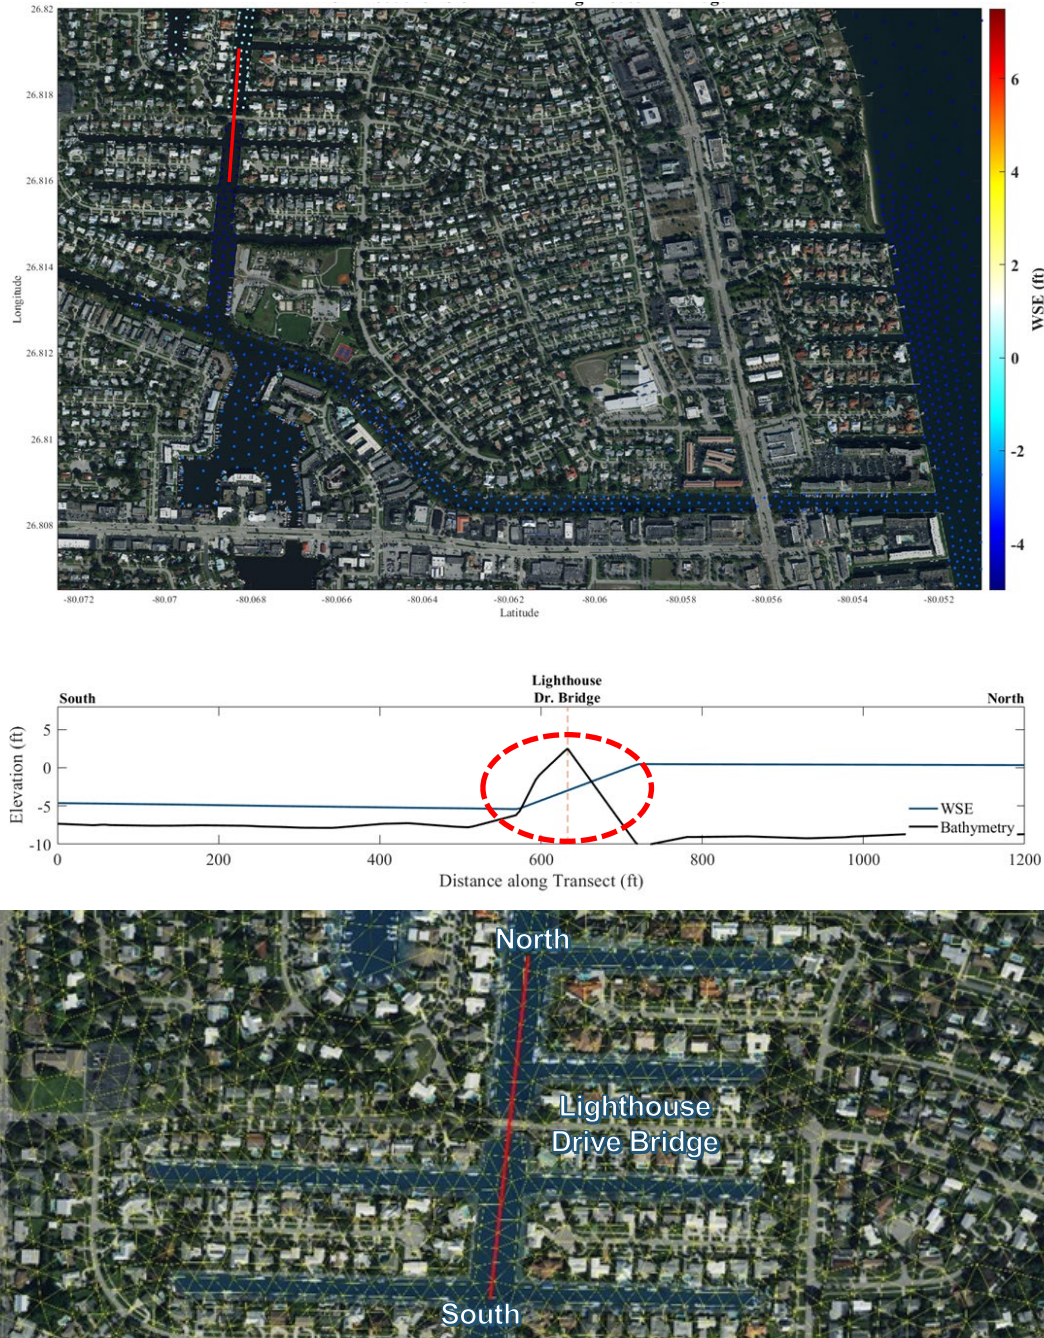 26.82
26.818
26.816
26.814
26.812
26.81
26.808
Longitude
-80.072
-80.07
-80.068
-80.066
-80.064
-80.062
-80.06
-80.058
-80.056
-80.054
-80.052
Latitude
6
4
2
0
-2
-4
WSE (ft)
Lighthouse
Dr. Bridge
South
North
5
0
-5
-10
Elevation (ft)
WSE
Bathymetry
0
200
400
600
800
1000
1200
Distance along Transect (ft)
North
Lighthouse
Drive Bridge
South